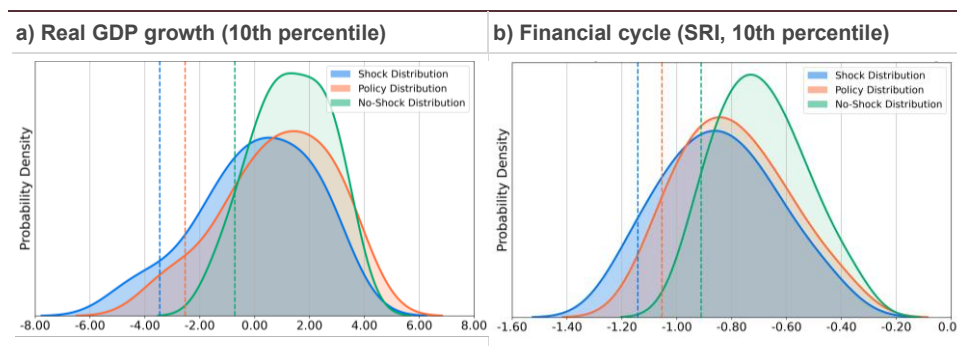 a) Real GDP growth (10th percentile)
b) Financial cycle (SRI, 10th percentile)
Shock Distribution
Policy Distribution
No-Shock Distribution
Probability Density
-8.00 -6.00 -4.00 -2.00 0.00 2.00 4.00 6.00 8.00
Shock Distribution
Policy Distribution
No-Shock Distribution
Probability Density
-1.60 -1.40 -1.20 -1.00 -0.80 -0.60 -0.40 -0.20 0.0